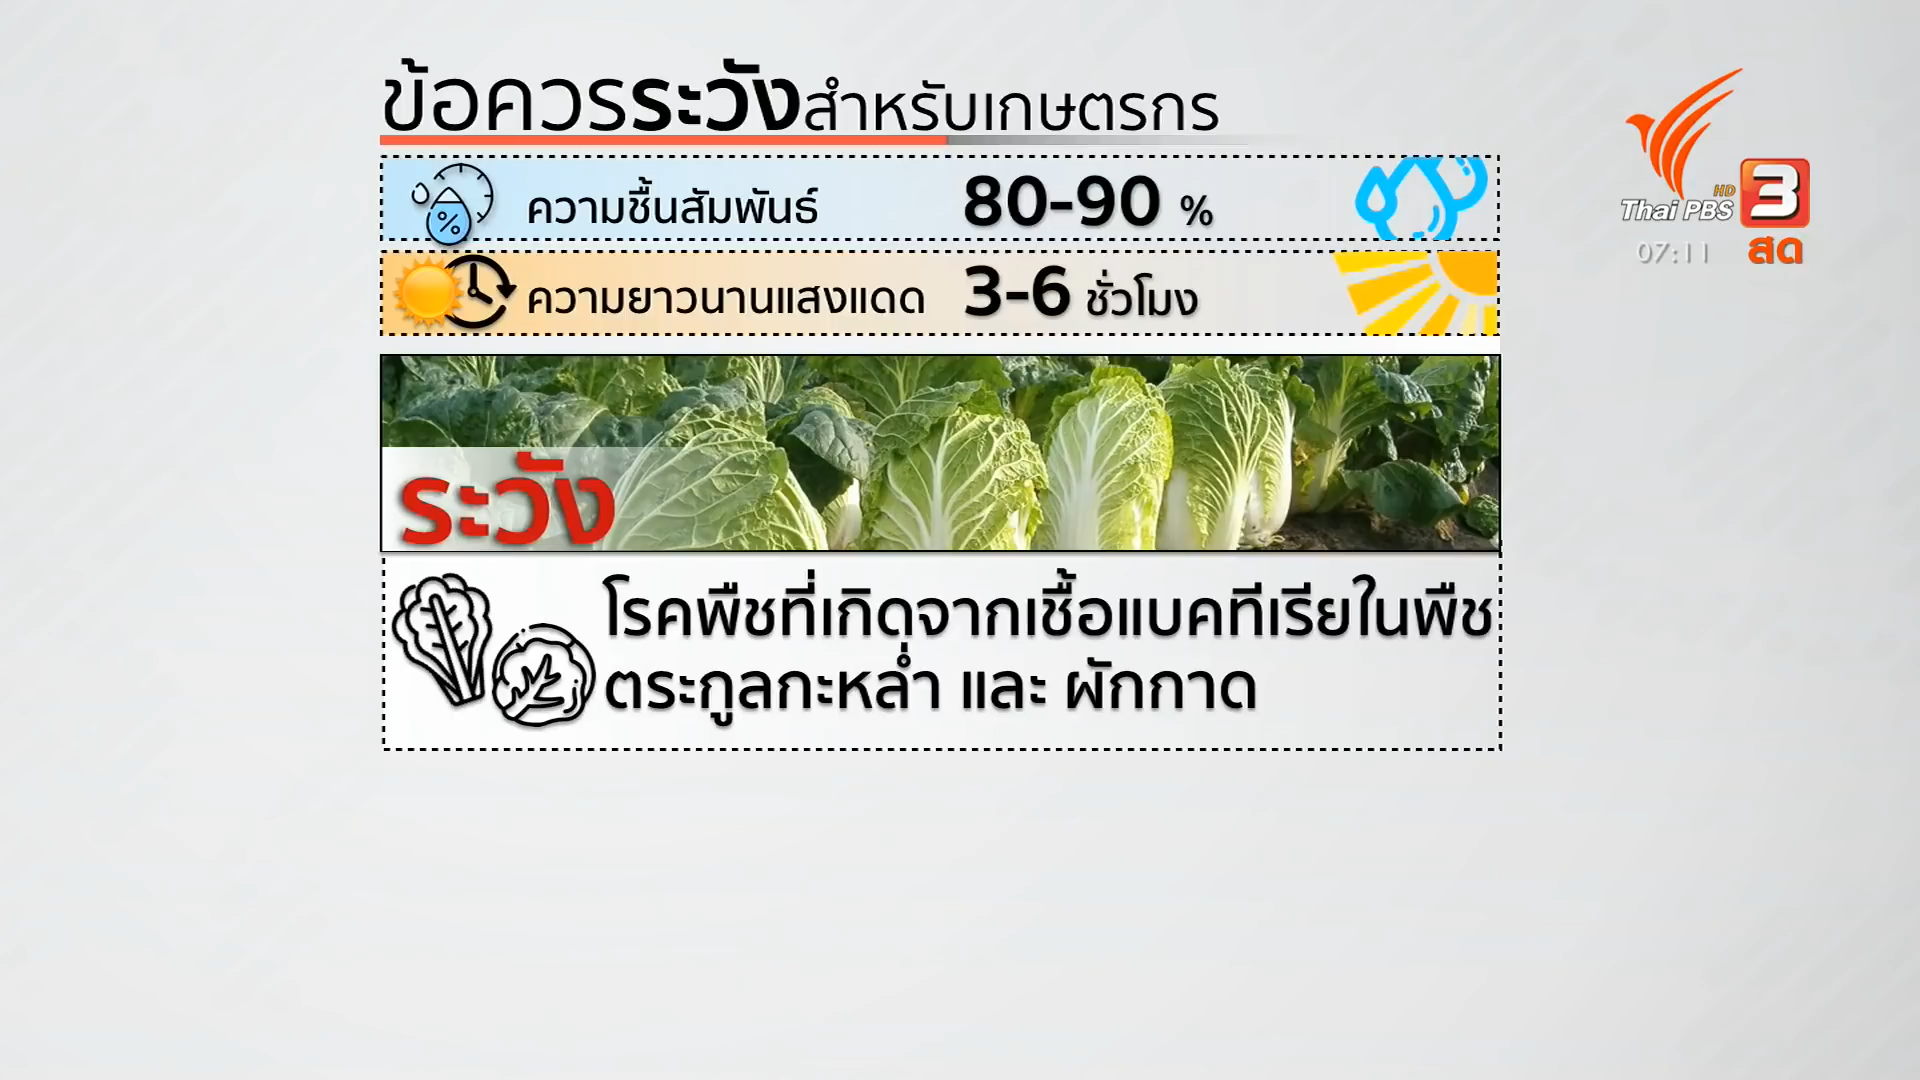 ข้อควรระวังสำหรับเกษตรกร
ความชื้นสัมพันธ์ 80-90 %
ความยาวนานแสงแดด 3-6 ชั่วโมง
ระวัง
โรคพืชที่เกิดจากเชื้อแบคทีเรียในพืช
ตระกูลกะหล่ำ และ ผักกาด
Thai PBS HD 3
07:11 สด
%